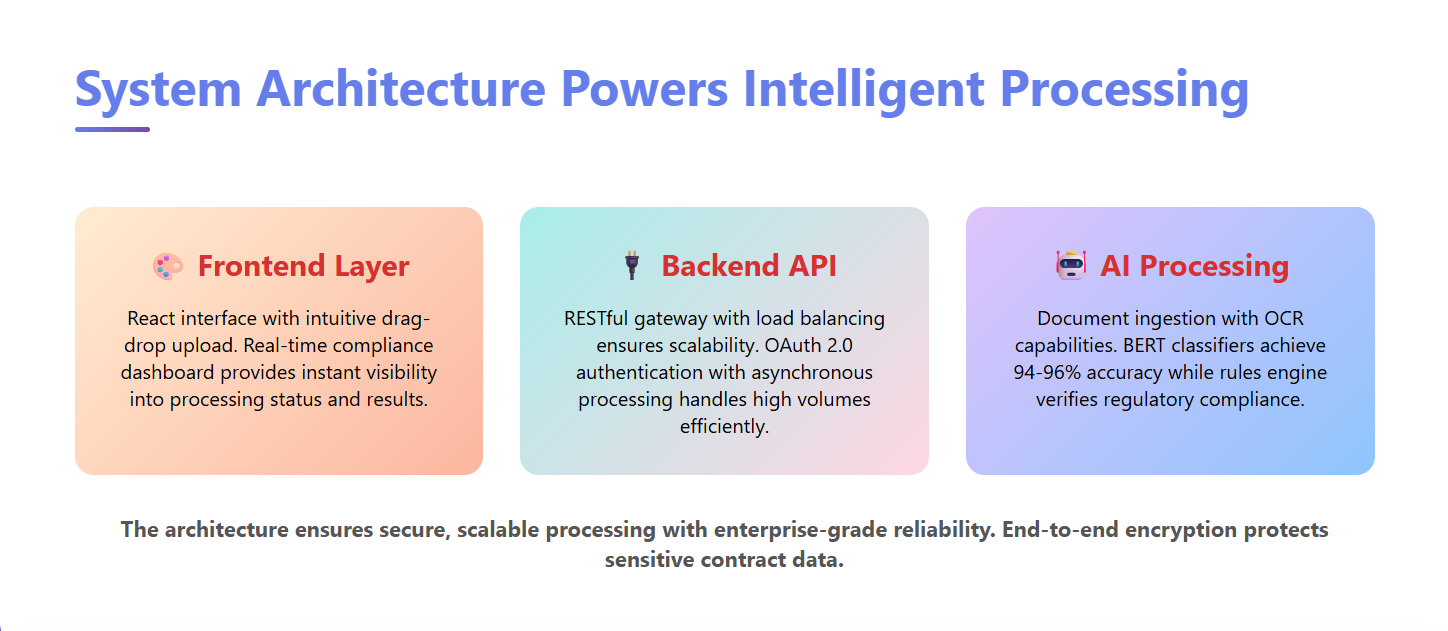 System Architecture Powers Intelligent Processing
Frontend Layer
React interface with intuitive drag-
drop upload. Real-time compliance
dashboard provides instant visibility
into processing status and results.
Backend API
RESTful gateway with load balancing
ensures scalability. OAuth 2.0
authentication with asynchronous
processing handles high volumes
efficiently.
AI Processing
Document ingestion with OCR
capabilities. BERT classifiers achieve
94-96% accuracy while rules engine
verifies regulatory compliance.
The architecture ensures secure, scalable processing with enterprise-grade reliability. End-to-end encryption protects
sensitive contract data.